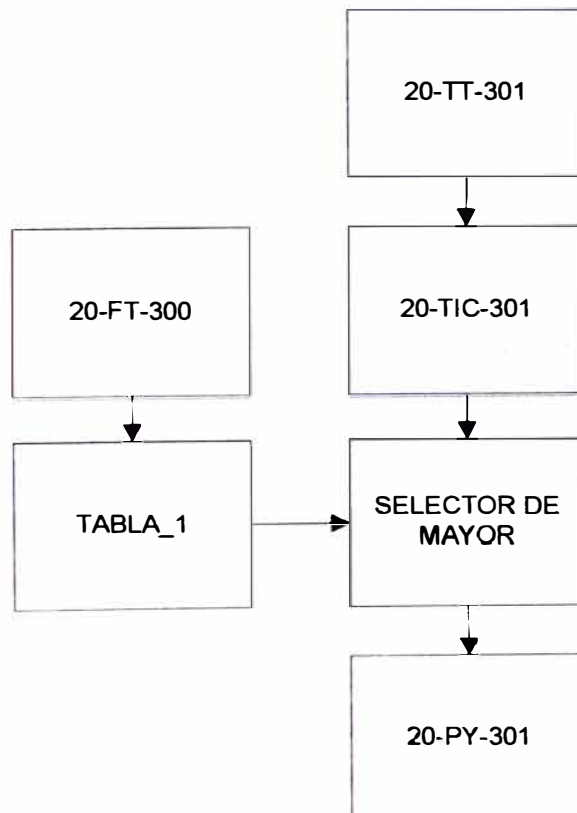 20-TT-301
20-FT-300
20-TIC-301
TABLA_1
SELECTOR DE
MAYOR
20-PY-301